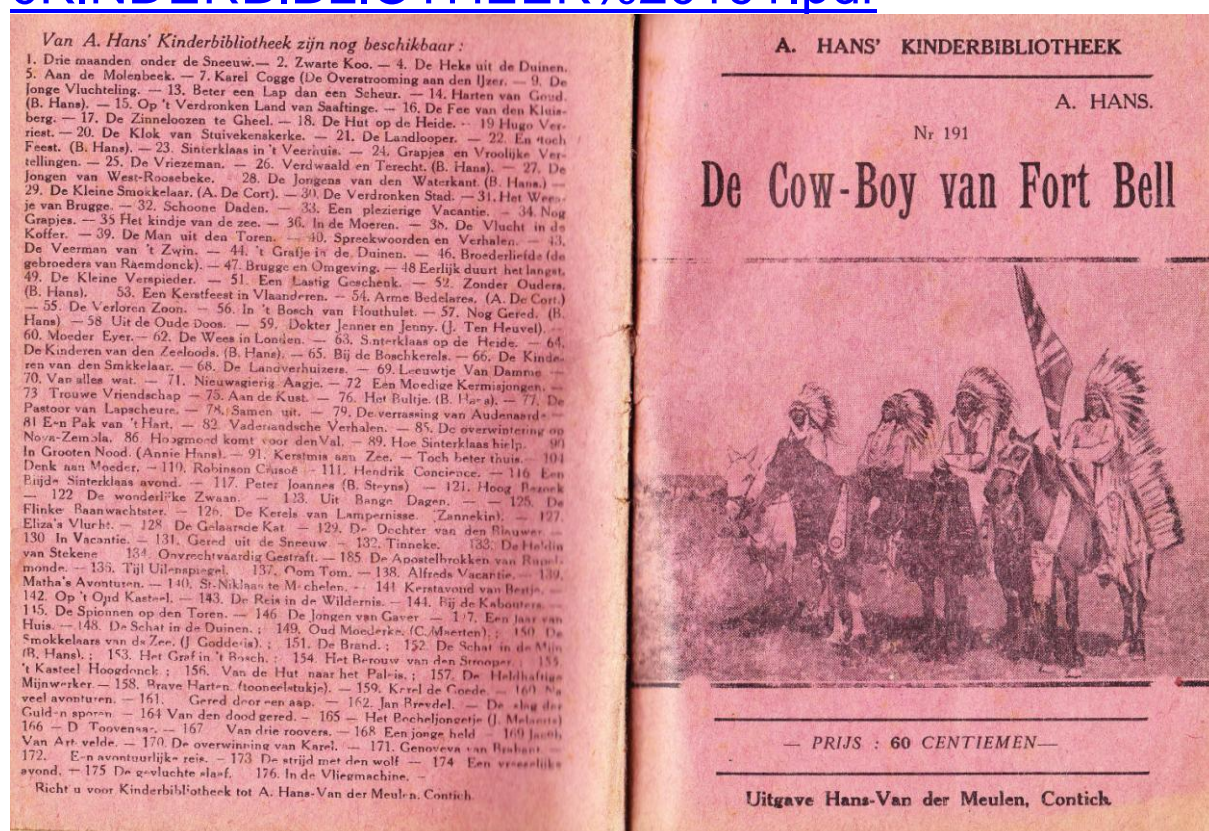 Van A. Hans' Kinderbibliotheek zijn nog beschikbaar :
1. Drie maanden onder de Sneeuw.— 2. Zwarte Koo. — 4. De Heks uit de Duinen.
5. Aan de Molenbeek. — 7. Karel Cogge (De Overstrooming aan den Ijzer. — 9. De
Jonge Vluchteling. — 13. Beter een Lap dan een Scheur. — 14. Harten van Goud.
(B. Hans). — 15. Op 't Verdronken Land van Saaftinge. — 16. De Fee van den Kluis-
berg. — 17. De Zinneloozen te Gheel. — 18. De Hut op de Heide. — 19 Hugo Ver-
riest. — 20. De Klok van Stuivekenskerke. — 21. De Landlooper. — 22. En toch
Feest. (B. Hans). — 23. Sinterklaas in 't Veerhuis. — 24. Grapjes en Vroolijke Ver-
tellingen. — 25. De Vriezeman. — 26. Verdwaald en Terecht. (B. Hans). — 27. De
Jongen van West-Roosebeke. 28. De Jongens van den Waterkant. (B. Hans.) —
29. De Kleine Smokkelaar. (A. De Cort). — 30. De Verdronken Stad. — 31. Het Wees-
je van Brugge. — 32. Schoone Daden. — 33. Een plezierige Vacantie. — 34. Nog
Grapjes. — 35 Het kindje van de zee. — 36. In de Moeren. — 38. De Vlucht in de
Koffer. — 39. De Man uit den Toren. — 40. Spreekwoorden en Verhalen. — 43.
De Veerman van 't Zwin. — 44. 't Grafje in de Duinen. — 46. Broederliefde (de
gebroeders van Raemdonck). — 47. Brugge en Omgeving. — 48 Eerlijk duurt het langst.
49. De Kleine Verspieder. — 51. Een Lastig Geschenk. — 52. Zonder Ouders.
(B. Hans). 53. Een Kerstfeest in Vlaanderen. — 54. Arme Bedelares. (A. De Cort.)
— 55. De Verloren Zoon. — 56. In 't Bosch van Houthulst. — 57. Nog Gered. (B.
Hans) — 58 Uit de Oude Doos. — 59. Dokter Jenner en Jenny. (J. Ten Heuvel). —
60. Moeder Eyer. — 62. De Wees in Londen. — 63. Sinterklaas op de Heide. — 64.
De Kinderen van den Zeeloods. (B. Hans). — 65. Bij de Boschkerels. — 66. De Kinde-
ren van den Smkkelaar. — 68. De Landverhuizers. — 69. Leeuwtje Van Damme —
70. Van alles wat. — 71. Nieuwsgierig Aagje. — 72 Een Moedige Kermisjongen. —
73 Trouwe Vriendschap — 75. Aan de Kust. — 76. Het Bultje. (B. Hans). — 77. De
Pastoor van Lapscheure. — 78. Samen uit. — 79. De verrassing van Audenaarde —
81 Een Pak van 't Hart. — 82. Vaderlandsche Verhalen. — 85. De overwintering op
Nova-Zembla. 86. Hoogmoed komt voor den Val. — 89. Hoe Sinterklaas hielp. 90
In Grooten Nood. (Annie Hans). — 91. Kerstmis aan Zee. — Toch beter thuis. — 104
Denk aan Moeder. — 110. Robinson Crusoë — 111. Hendrik Concience. — 116 Een
Blijde Sinterklaas avond. — 117. Peter Joannes (B. Steyns) — 121. Hoog Bezoek
— 122 De wonderlijke Zwaan. — 123. Uit Bange Dagen. — — 125. De
Flinke Baanwachtster. — 126. De Kerels van Lampernisse. (Zannekin). — 127.
Eliza's Vlucht. — 128. De Gelaarsde Kat — 129. De Dochter van den Blauwer —
130 In Vacantie. — 131. Gered uit de Sneeuw — 132. Tinneke. 133. De Heldin
van Stekene 134. Onrechtvaardig Gestraft. — 185 De Apostelbrokken van Rupel-
monde. — 136. Tijl Uilenspiegel. 137. Oom Tom. — 138. Alfreds Vacantie. — 139.
Matha's Avonturen. — 140. St-Niklaas te Mechelen. — 141 Kerstavond van Bertje. —
142. Op 't Oud Kasteel. — 143. De Reis in de Wildernis. — 144. Bij de Kabouters. —
145. De Spionnen op den Toren. — 146 De Jongen van Gaver — 147. Een Jaar van
Huis. — 148. De Schat in de Duinen. ; 149. Oud Moederke. (C. Maerten). ; 150. De
Smokkelaars van de Zee. (J ; 151. De Brand. ; 152. De Schat in de Mijn
(B. Hans). ; 153. Het Graf in 't Bosch. ; 154. Het Berouw van den Strooper. 155
't Kasteel Hoogdonck ; 156. Van de Hut naar het Paleis. ; 157. De Heldhaftige
Mijnwerker. — 158. Brave Harten. (tooneelstukje). — 159. Karel de Goede. — 160 Na
veel avonturen. — 161. Gered door een aap. — 162. Jan Breydel. — De slag der
Gulden sporen. — 164 Van den dood gered. — 165 — Het Bocheljongetje (J.
166 — D Toovenaar. — 167 Van drie roovers. — 168 Een jonge held — 169 Jacob
Van Artevelde. — 170. De overwinning van Karel. — 171. Genoveva van Brabant —
172. Een avontuurlijke reis. — 173 De strijd met den wolf — 174 Een vreeselijke
avond. — 175 De gevluchte slaaf. 176. In de Vliegmachine. —
Richt u voor Kinderbibliotheek tot A. Hans-Van der Meulen, Contich.
A. HANS' KINDERBIBLIOTHEEK
A. HANS.
Nr 191
De Cow-Boy van Fort Bell
— PRIJS : 60 CENTIEMEN—
Uitgave Hans-Van der Meulen, Contich.